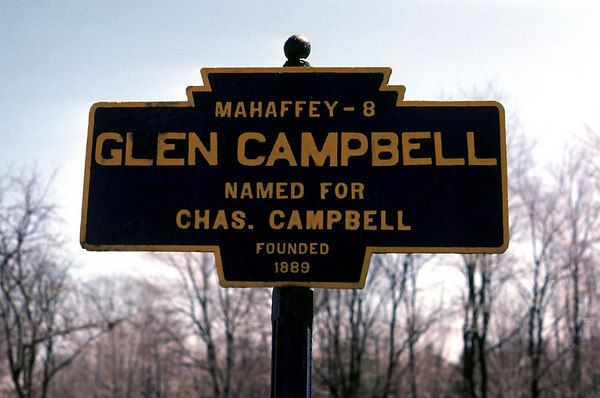 MAHAFFEY-8
GLEN CAMPBELL
NAMED FOR
CHAS. CAMPBELL
FOUNDED
1889